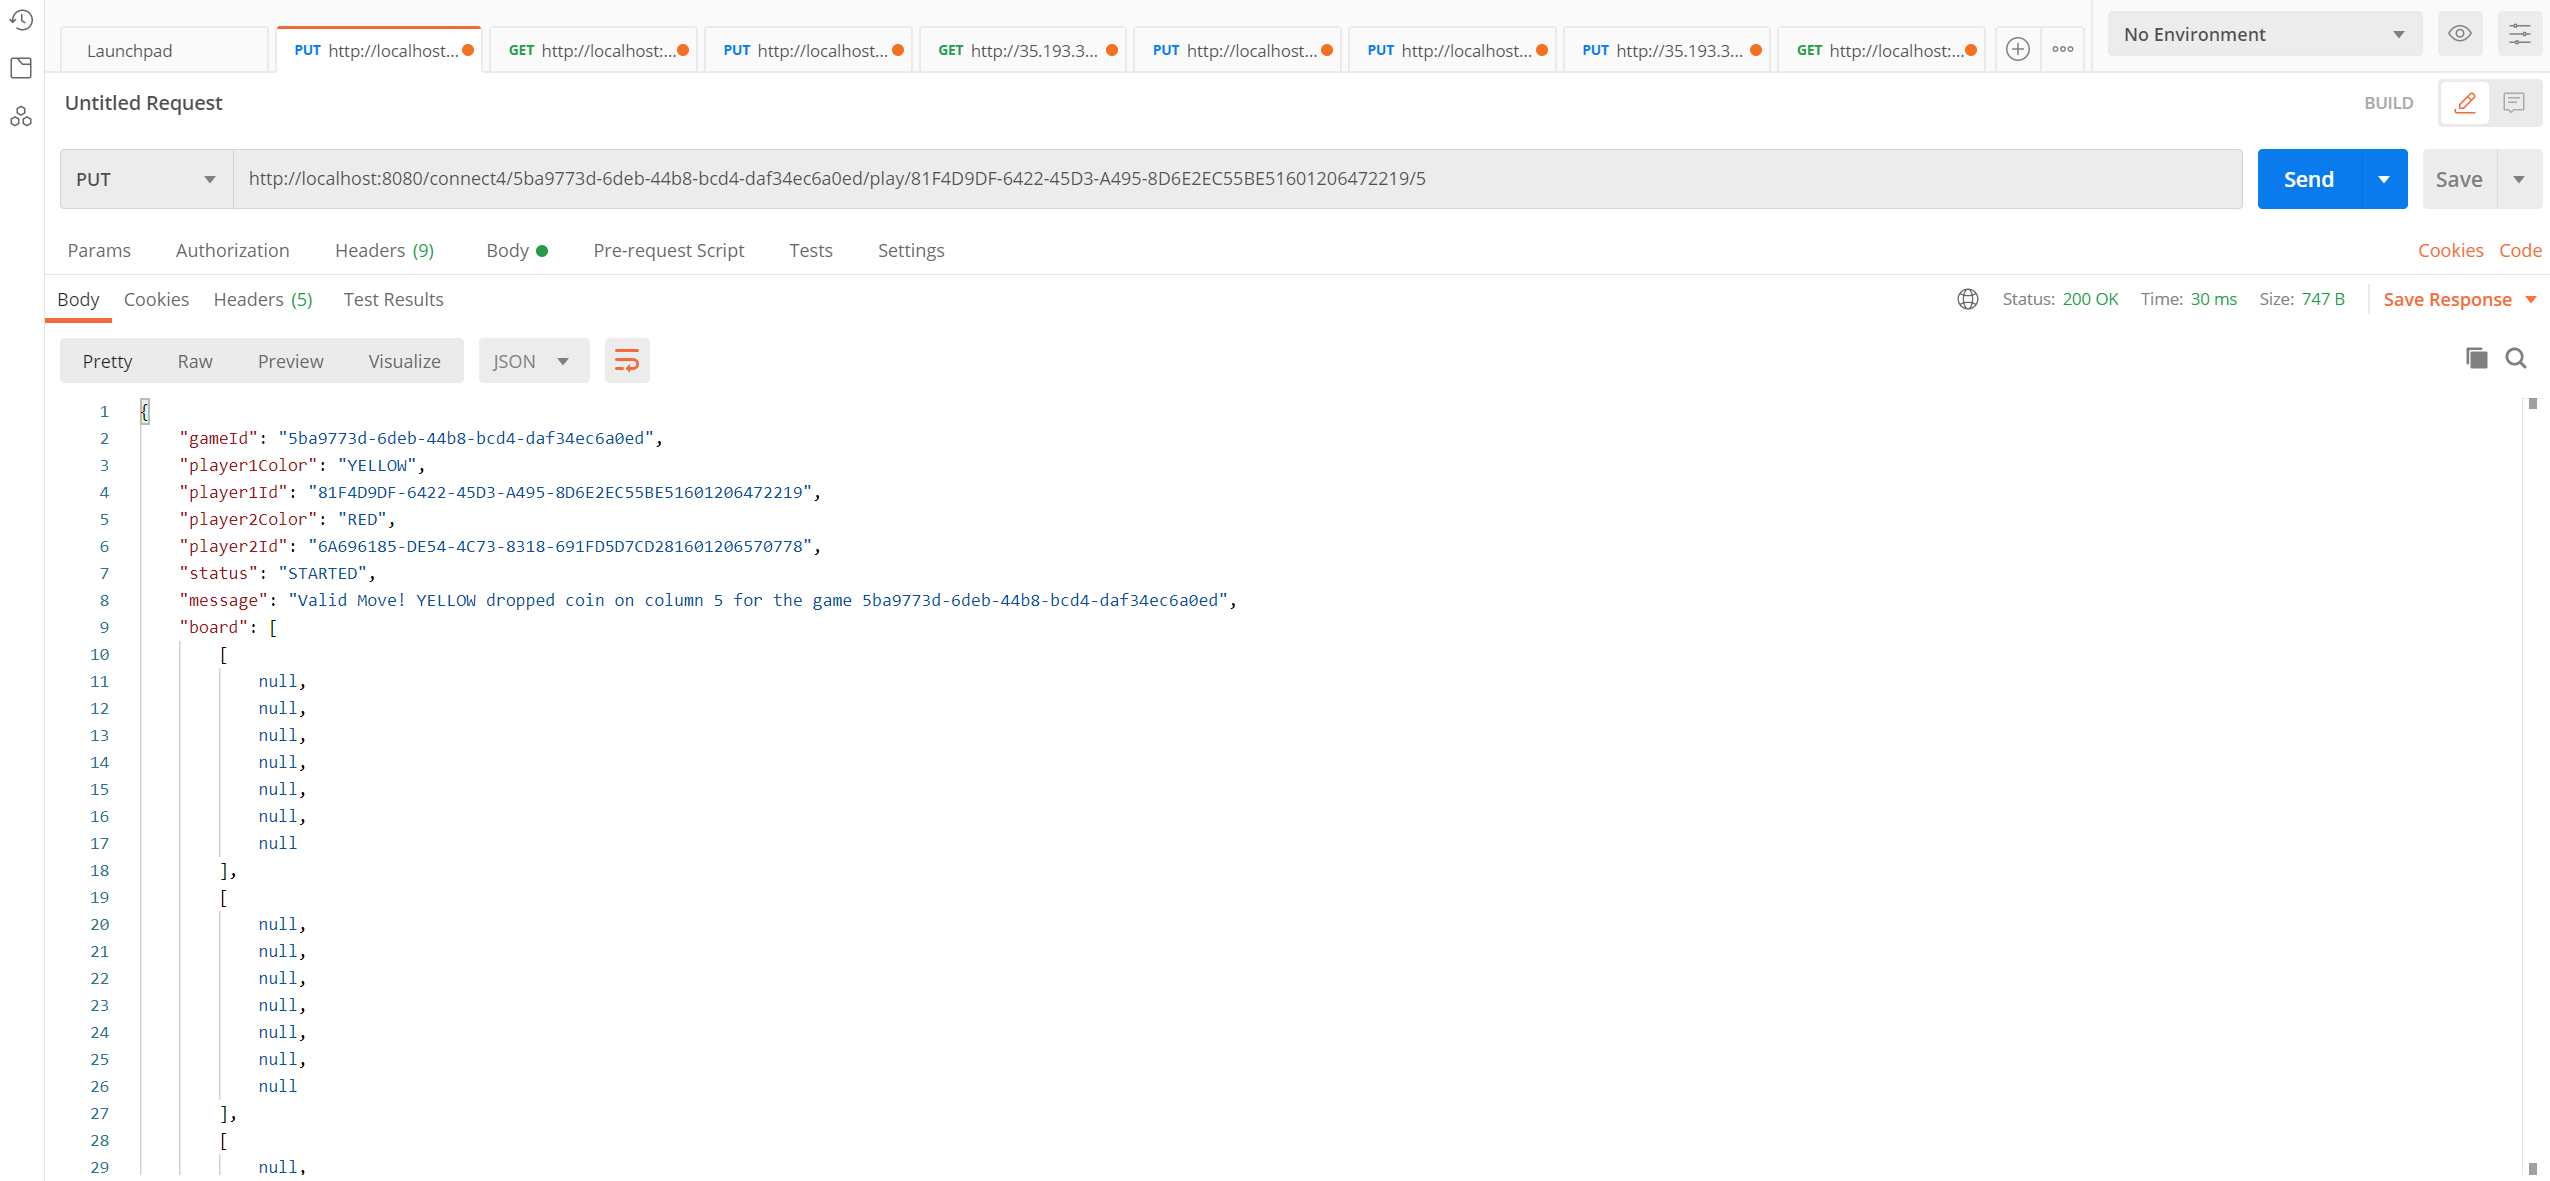 Launchpad PUT http://localhost... GET http://localhost:... PUT http://localhost... GET http://35.193.3... PUT http://localhost... PUT http://localhost... PUT http://35.193.3... GET http://localhost:... No Environment
Untitled Request BUILD
PUT http://localhost:8080/connect4/5ba9773d-6deb-44b8-bcd4-daf34ec6a0ed/play/81F4D9DF-6422-45D3-A495-8D6E2EC55BE51601206472219/5 Send Save
Params Authorization Headers (9) Body Pre-request Script Tests Settings Cookies Code
Body Cookies Headers (5) Test Results Status: 200 OK Time: 30 ms Size: 747 B Save Response
Pretty Raw Preview Visualize JSON
1 {
2 "gameId": "5ba9773d-6deb-44b8-bcd4-daf34ec6a0ed",
3 "player1Color": "YELLOW",
4 "player1Id": "81F4D9DF-6422-45D3-A495-8D6E2EC55BE51601206472219",
5 "player2Color": "RED",
6 "player2Id": "6A696185-DE54-4C73-8318-691FD5D7CD281601206570778",
7 "status": "STARTED",
8 "message": "Valid Move! YELLOW dropped coin on column 5 for the game 5ba9773d-6deb-44b8-bcd4-daf34ec6a0ed",
9 "board": [
10 [
11 null,
12 null,
13 null,
14 null,
15 null,
16 null,
17 null
18 ],
19 [
20 null,
21 null,
22 null,
23 null,
24 null,
25 null,
26 null
27 ],
28 [
29 null,